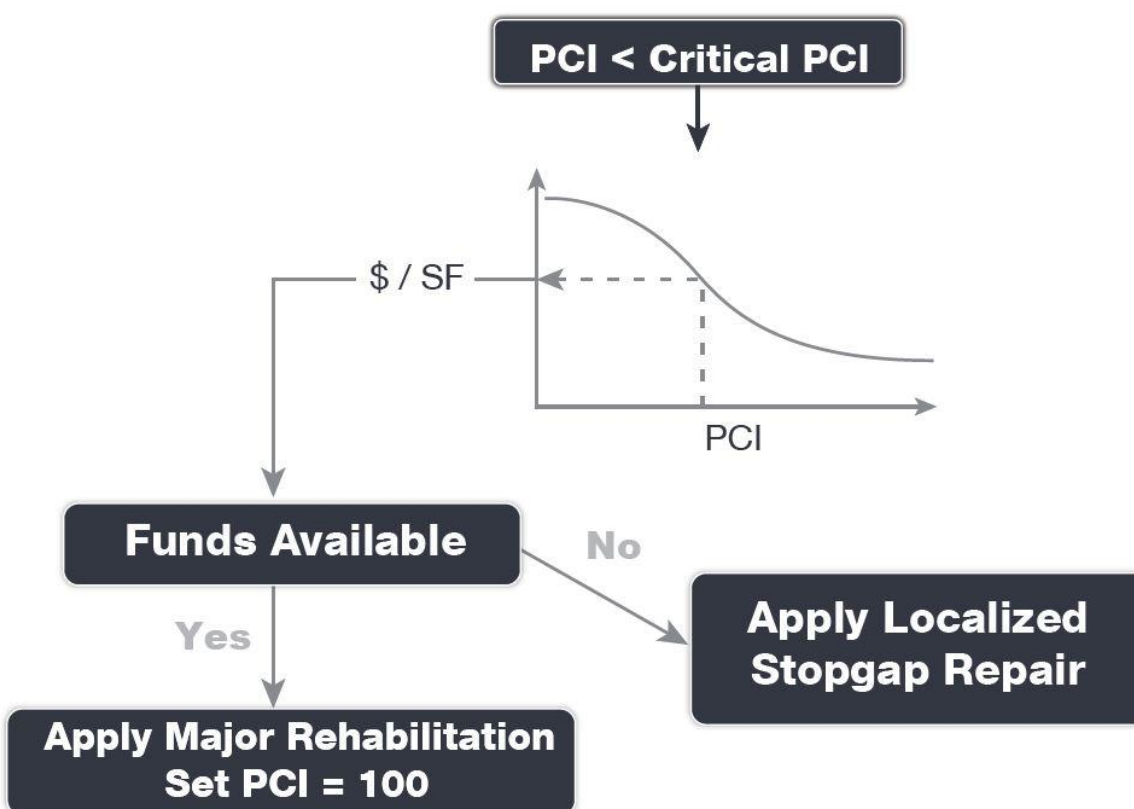 PCI < Critical PCI
$ / SF
PCI
Funds Available
No
Yes
Apply Localized
Stopgap Repair
Apply Major Rehabilitation
Set PCI = 100